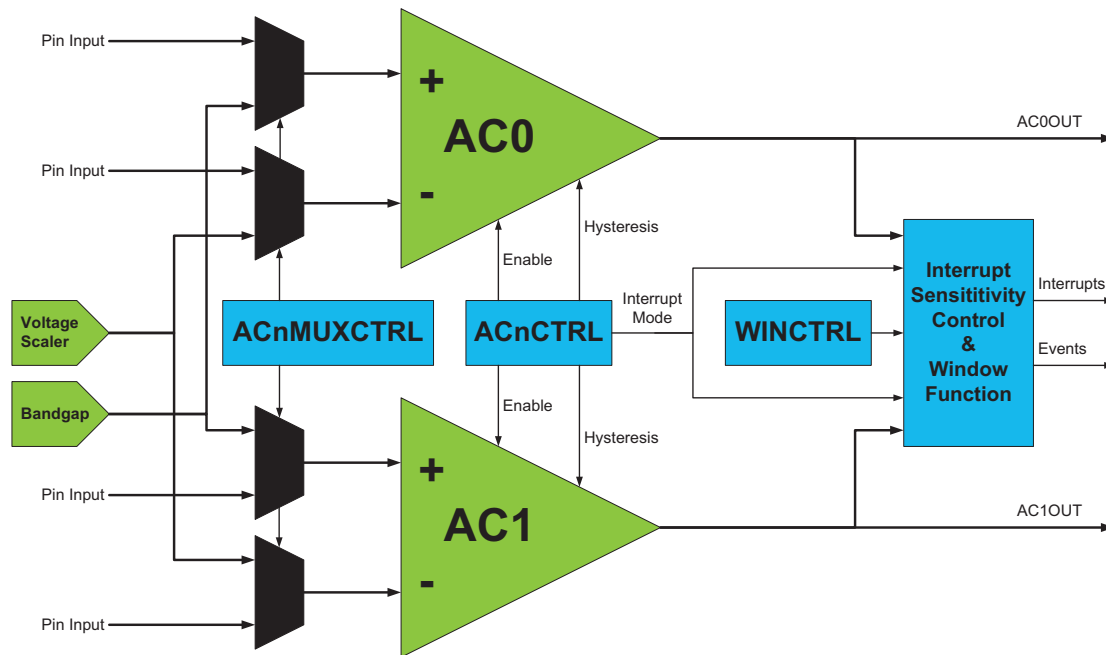 Pin Input
+
AC0
-
AC0OUT
Pin Input
Hysteresis
Enable
Voltage
Scaler
ACnMUXCTRL
ACnCTRL
Interrupt
Mode
WINCTRL
Interrupt
Sensititivity
Control
&
Window
Function
Interrupts
Events
Bandgap
Enable
Hysteresis
+
Pin Input
AC1
-
AC1OUT
Pin Input